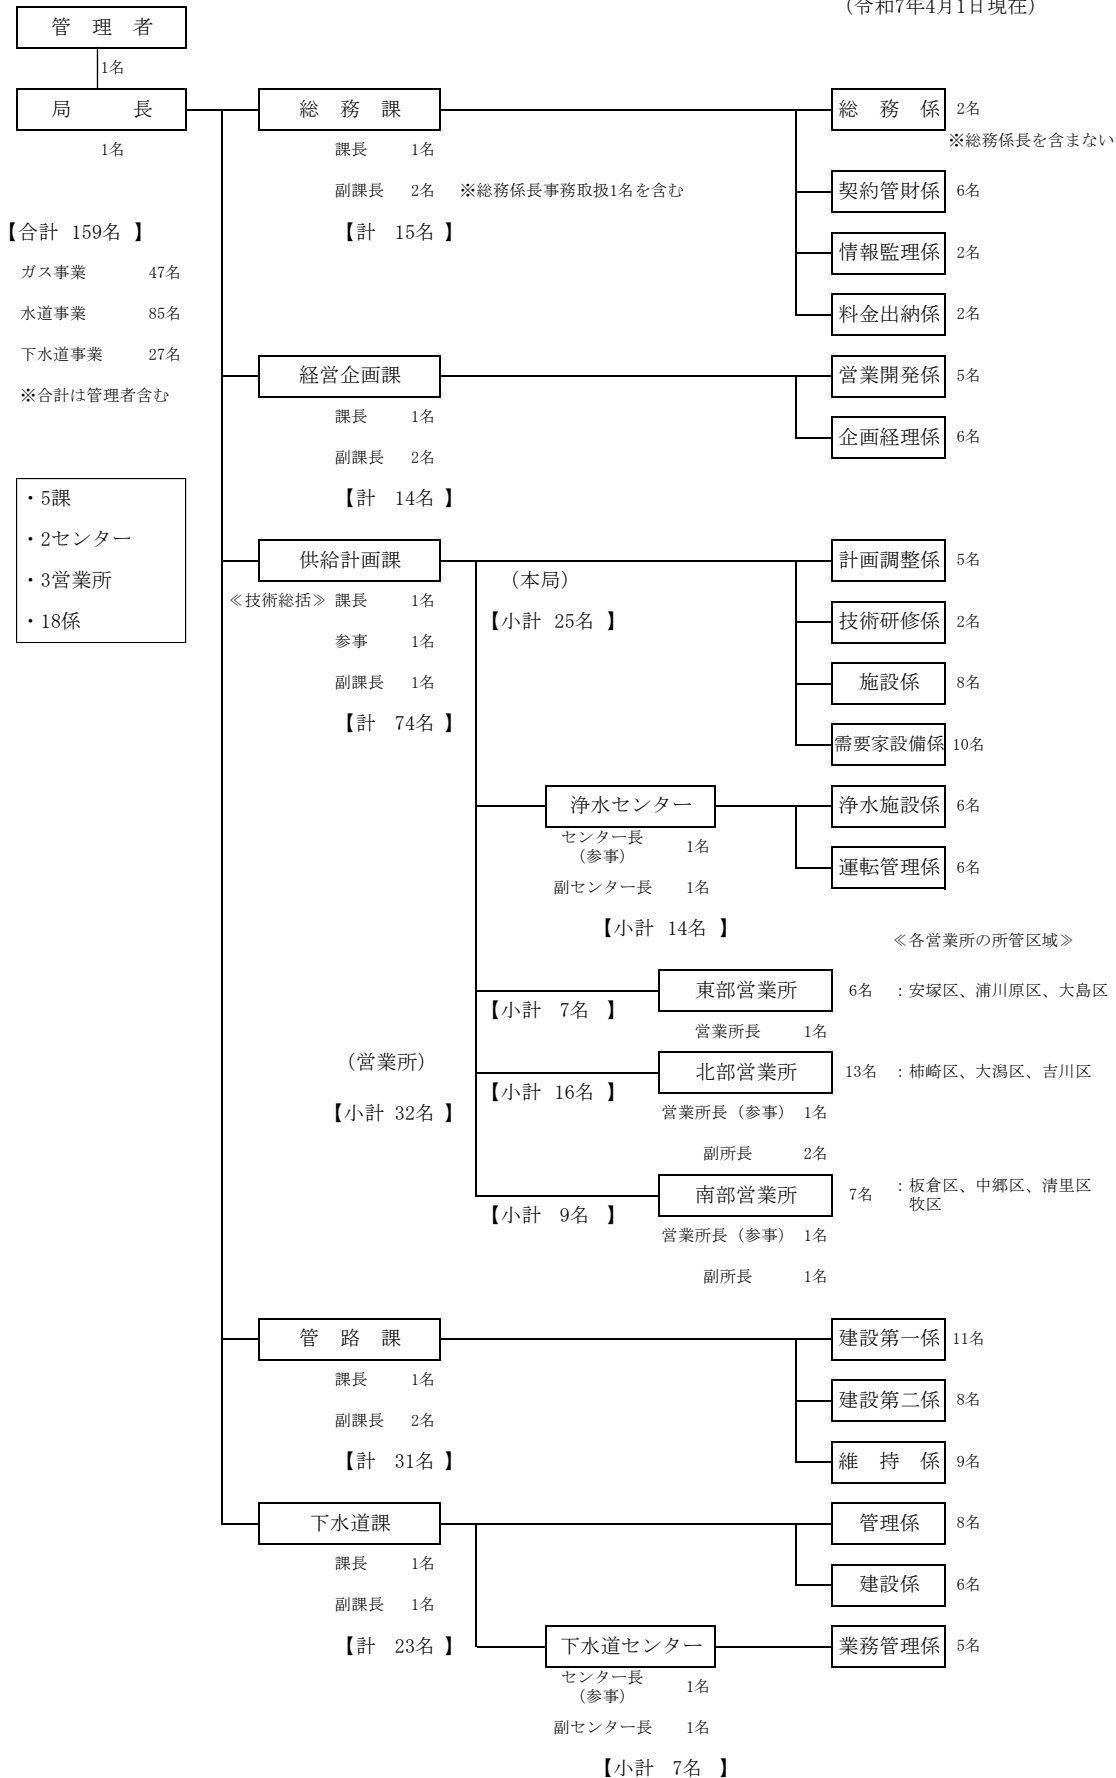 (令和7年4月1日現在)
管　理　者
1名
局　　　長
1名
【合計 159名 】
ガス事業 47名
水道事業 85名
下水道事業 27名
※合計は管理者含む
・5課
・2センター
・3営業所
・18係
総　務　課
課長 1名
副課長 2名 ※総務係長事務取扱1名を含む
【計 15名 】
総　務　係 2名
※総務係長を含まない
契約管財係 6名
情報監理係 2名
料金出納係 2名
経営企画課
課長 1名
副課長 2名
【計 14名 】
営業開発係 5名
企画経理係 6名
供給計画課
≪技術総括≫ 課長 1名
参事 1名
副課長 1名
【計 74名 】
(本局)
【小計 25名 】
計画調整係 5名
技術研修係 2名
施設係 8名
需要家設備係 10名
浄水センター
センター長
(参事) 1名
副センター長 1名
【小計 14名 】
浄水施設係 6名
運転管理係 6名
≪各営業所の所管区域≫
(営業所)
【小計 32名 】
【小計 7名 】
東部営業所 6名 ：安塚区、浦川原区、大島区
営業所長 1名
【小計 16名 】
北部営業所 13名 ：柿崎区、大潟区、吉川区
営業所長（参事） 1名
副所長 2名
【小計 9名 】
南部営業所 7名 ：板倉区、中郷区、清里区
牧区
営業所長（参事） 1名
副所長 1名
管　路　課
課長 1名
副課長 2名
【計 31名 】
建設第一係 11名
建設第二係 8名
維　持　係 9名
下水道課
課長 1名
副課長 1名
【計 23名 】
管理係 8名
建設係 6名
下水道センター
センター長
(参事) 1名
副センター長 1名
【小計 7名 】
業務管理係 5名